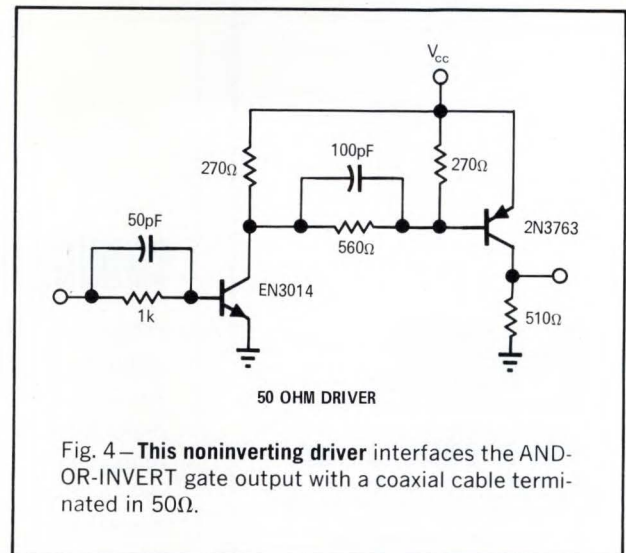 Vcc
270Ω
100pF
270Ω
50pF
2N3763
560Ω
EN3014
1k
510Ω
50 OHM DRIVER
Fig. 4—This noninverting driver interfaces the AND-
OR-INVERT gate output with a coaxial cable termi-
nated in 50Ω.